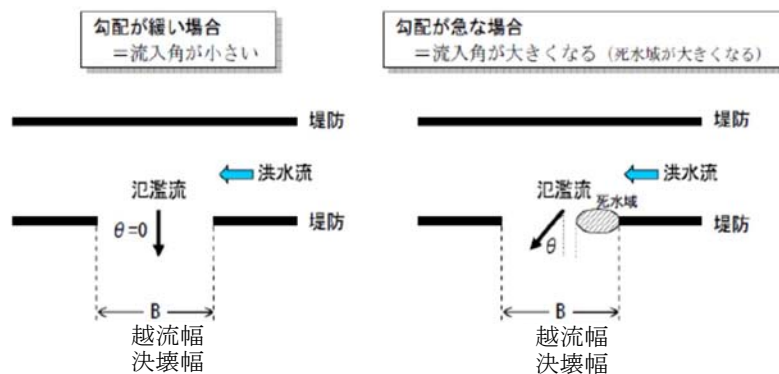 勾配が緩い場合
＝流入角が小さい
堤防
洪水流
氾濫流
θ=0
堤防
B
越流幅
決壊幅
勾配が急な場合
＝流入角が大きくなる（死水域が大きくなる）
堤防
洪水流
氾濫流
死水域
θ
堤防
B
越流幅
決壊幅